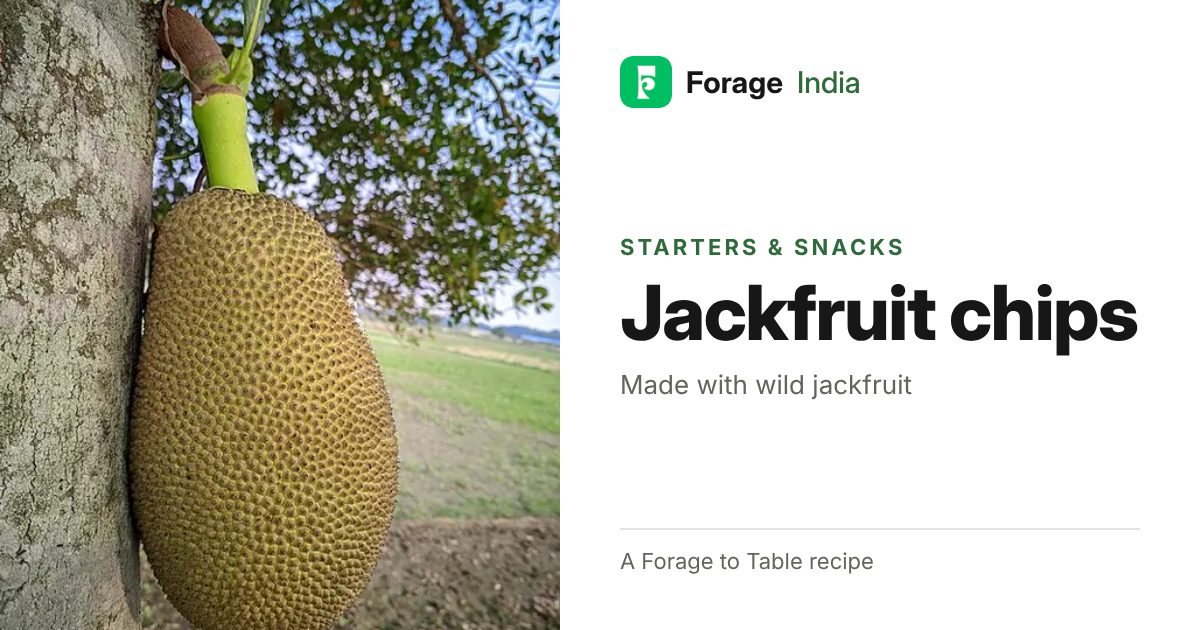 Forage India
STARTERS & SNACKS
Jackfruit chips
Made with wild jackfruit
A Forage to Table recipe